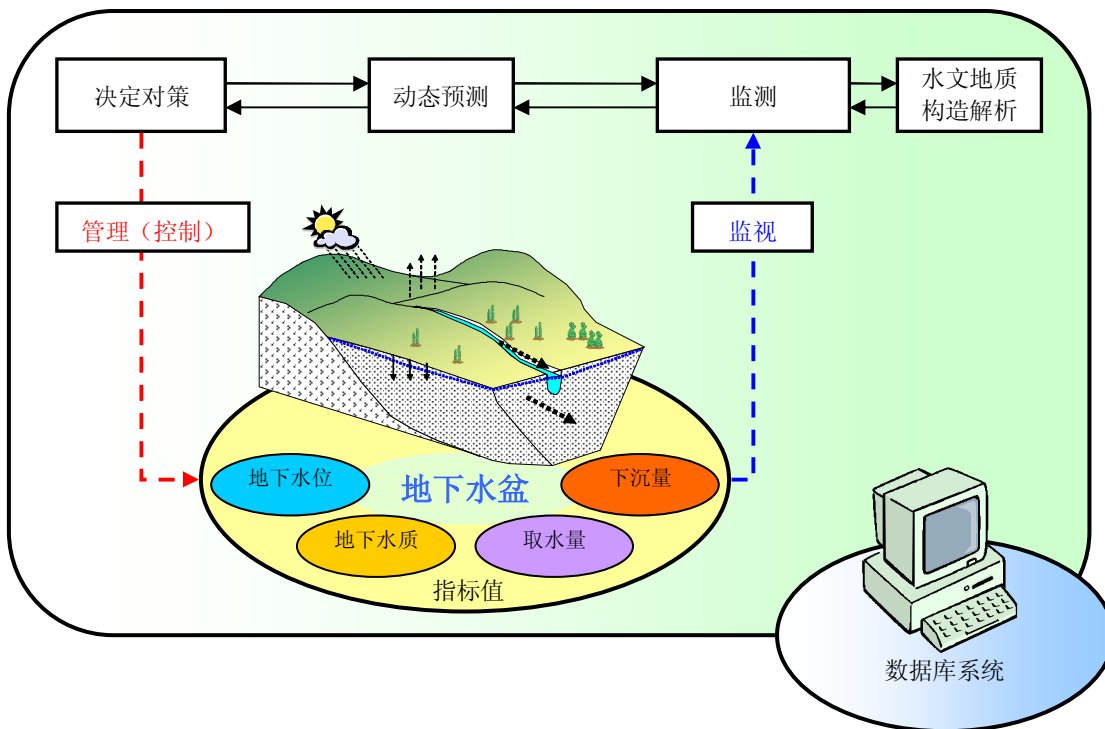 决定对策
动态预测
监测
水文地质
构造解析
管理（控制）
监视
地下水位
地下水盆
下沉量
地下水质
取水量
指标值
数据库系统